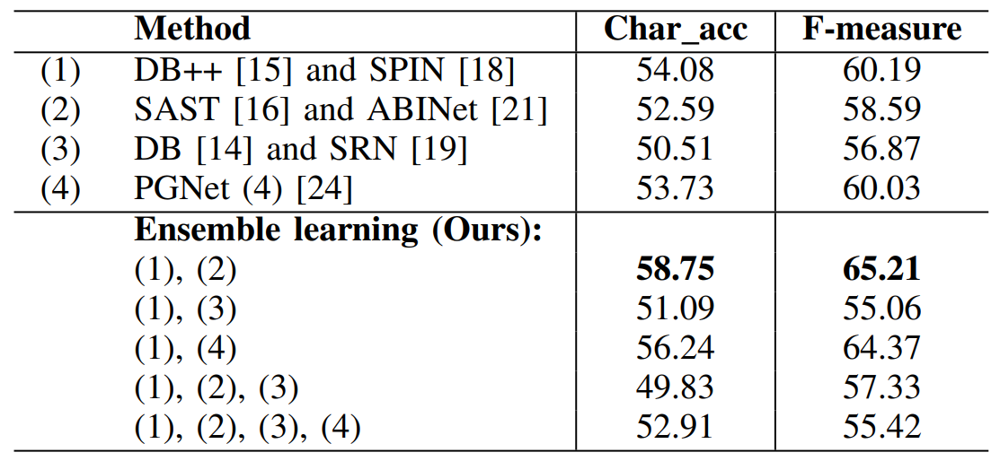 Method Char_acc F-measure
(1) DB++ [15] and SPIN [18] 54.08 60.19
(2) SAST [16] and ABINet [21] 52.59 58.59
(3) DB [14] and SRN [19] 50.51 56.87
(4) PGNet (4) [24] 53.73 60.03
Ensemble learning (Ours):
(1), (2) 58.75 65.21
(1), (3) 51.09 55.06
(1), (4) 56.24 64.37
(1), (2), (3) 49.83 57.33
(1), (2), (3), (4) 52.91 55.42